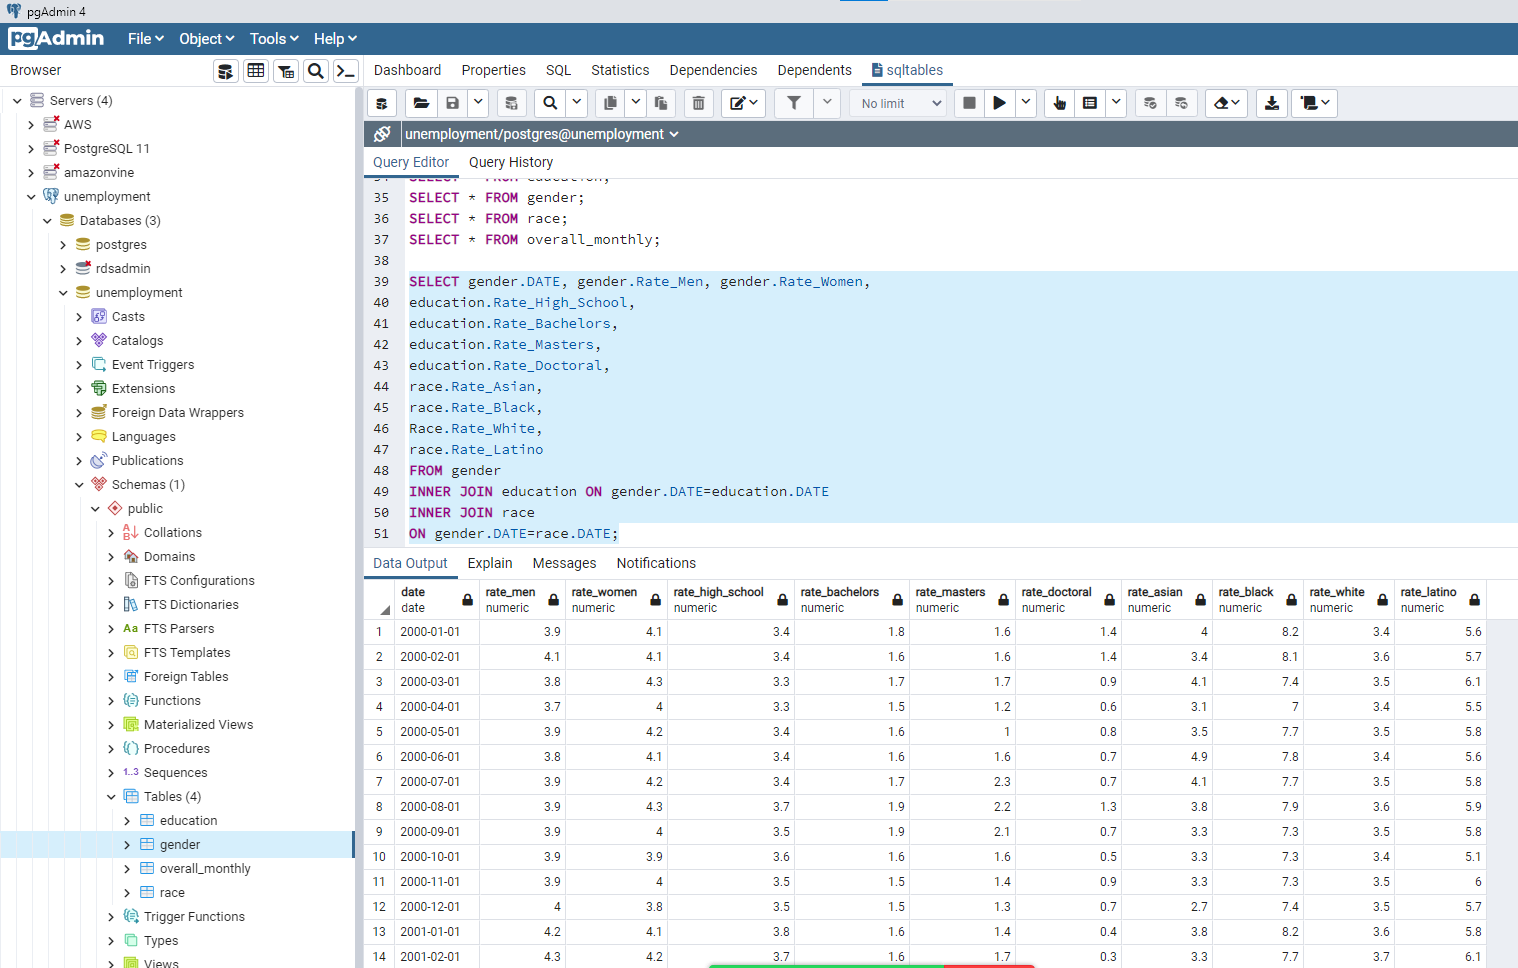 pgAdmin 4
pgAdmin File Object Tools Help
Browser
Dashboard Properties SQL Statistics Dependencies Dependents sqltables
No limit
unemployment/postgres@unemployment
Query Editor Query History
Servers (4)
AWS
PostgreSQL 11
amazonvine
unemployment
Databases (3)
postgres
rdsadmin
unemployment
Casts
Catalogs
Event Triggers
Extensions
Foreign Data Wrappers
Languages
Publications
Schemas (1)
public
Collations
Domains
FTS Configurations
FTS Dictionaries
Aa FTS Parsers
FTS Templates
Foreign Tables
Functions
Materialized Views
Procedures
1..3 Sequences
Tables (4)
education
gender
overall_monthly
race
Trigger Functions
Types
Views
34 SELECT * FROM education;
35 SELECT * FROM gender;
36 SELECT * FROM race;
37 SELECT * FROM overall_monthly;
38
39 SELECT gender.DATE, gender.Rate_Men, gender.Rate_Women,
40 education.Rate_High_School,
41 education.Rate_Bachelors,
42 education.Rate_Masters,
43 education.Rate_Doctoral,
44 race.Rate_Asian,
45 race.Rate_Black,
46 Race.Rate_White,
47 race.Rate_Latino
48 FROM gender
49 INNER JOIN education ON gender.DATE=education.DATE
50 INNER JOIN race
51 ON gender.DATE=race.DATE;
Data Output Explain Messages Notifications
date rate_men rate_women rate_high_school rate_bachelors rate_masters rate_doctoral rate_asian rate_black rate_white rate_latino
date numeric numeric numeric numeric numeric numeric numeric numeric numeric numeric
1 2000-01-01 3.9 4.1 3.4 1.8 1.6 1.4 4 8.2 3.4 5.6
2 2000-02-01 4.1 4.1 3.4 1.6 1.6 1.4 3.4 8.1 3.6 5.7
3 2000-03-01 3.8 4.3 3.3 1.7 1.7 0.9 4.1 7.4 3.5 6.1
4 2000-04-01 3.7 4 3.3 1.5 1.2 0.6 3.1 7 3.4 5.5
5 2000-05-01 3.9 4.2 3.4 1.6 1 0.8 3.5 7.7 3.5 5.8
6 2000-06-01 3.8 4.1 3.4 1.6 1.6 0.7 4.9 7.8 3.4 5.6
7 2000-07-01 3.9 4.2 3.4 1.7 2.3 0.7 4.1 7.7 3.5 5.8
8 2000-08-01 3.9 4.3 3.7 1.9 2.2 1.3 3.8 7.9 3.6 5.9
9 2000-09-01 3.9 4 3.5 1.9 2.1 0.7 3.3 7.3 3.5 5.8
10 2000-10-01 3.9 3.9 3.6 1.6 1.6 0.5 3.3 7.3 3.4 5.1
11 2000-11-01 3.9 4 3.5 1.5 1.4 0.9 3.3 7.3 3.5 6
12 2000-12-01 4 3.8 3.5 1.5 1.3 0.7 2.7 7.4 3.5 5.7
13 2001-01-01 4.2 4.1 3.8 1.6 1.4 0.4 3.8 8.2 3.6 5.8
14 2001-02-01 4.3 4.2 3.7 1.6 1.7 0.3 3.3 7.7 3.7 6.1